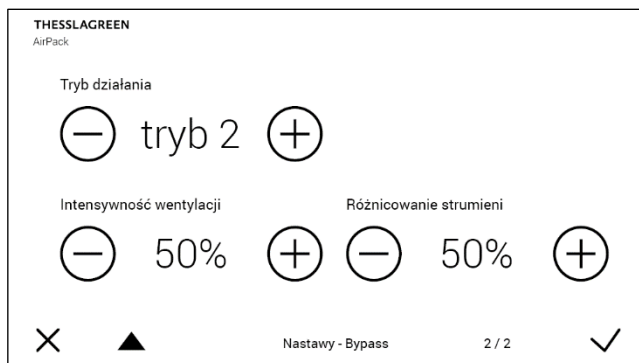 THESSLAGREEN
AirPack
Tryb działania
tryb 2
Intensywność wentylacji
Różnicowanie strumieni
50%
50%
Nastawy - Bypass
2 / 2